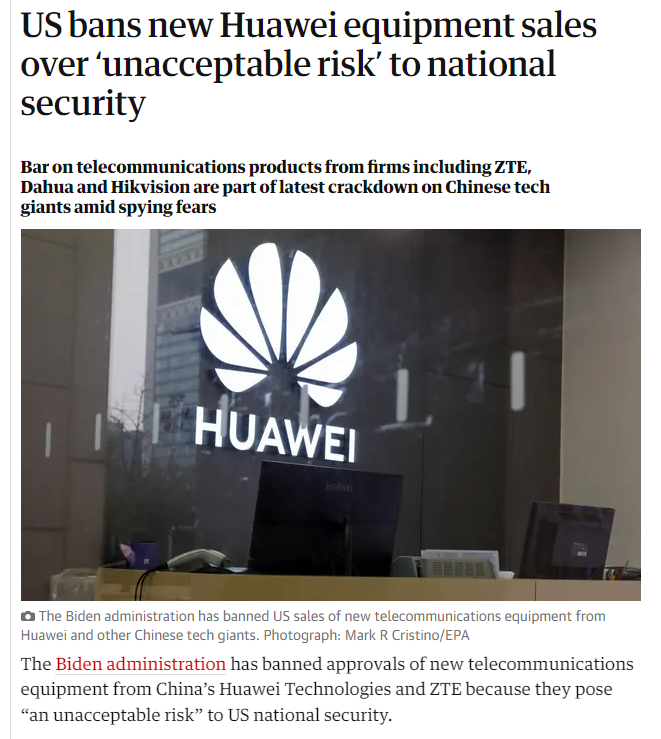 US bans new Huawei equipment sales
over ‘unacceptable risk’ to national
security
Bar on telecommunications products from firms including ZTE,
Dahua and Hikvision are part of latest crackdown on Chinese tech
giants amid spying fears
HUAWEI
The Biden administration has banned US sales of new telecommunications equipment from
Huawei and other Chinese tech giants. Photograph: Mark R Cristino/EPA
The Biden administration has banned approvals of new telecommunications
equipment from China’s Huawei Technologies and ZTE because they pose
“an unacceptable risk” to US national security.